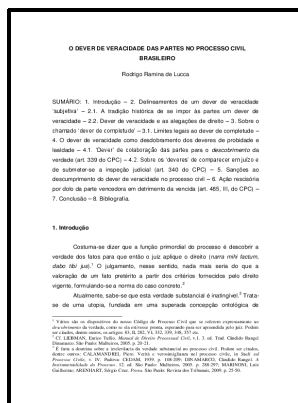 O DEVER DE VERACIDADE DAS PARTES NO PROCESSO CIVIL
BRASILEIRO
Rodrigo Ramina de Lucca
SUMÁRIO: 1. Introdução – 2. Delineamentos de um dever de veracidade
'subjetiva' – 2.1. A tradição histórica de se impor às partes um dever de
veracidade – 2.2. Dever de veracidade e as alegações de direito – 3. Sobre o
chamado 'dever de completude' – 3.1. Limites legais ao dever de completude –
4. O dever de veracidade como desdobramento dos deveres de probidade e
lealdade – 4.1. 'Dever' de colaboração das partes para o descobrimento da
verdade (art. 339 do CPC) – 4.2. Sobre os 'deveres' de comparecer em juízo e
de submeter-se a inspeção judicial (art. 340 do CPC) – 5. Sanções ao
descumprimento do dever de veracidade no processo civil – 6. Ação rescisória
por dolo da parte vencedora em detrimento da vencida (art. 485, III, do CPC) –
7. Conclusão – 8. Bibliografia.
1. Introdução
Costuma-se dizer que a função primordial do processo é descobrir a
verdade dos fatos para que então o juiz aplique o direito (narra mihi factum,
dabo tibi jus).1 O julgamento, nesse sentido, nada mais seria do que a
valoração de um fato pretérito a partir dos critérios fornecidos pelo direito
vigente, formulando-se a norma do caso concreto.2
Atualmente, sabe-se que esta verdade substancial é inatingível.3 Trata-
se de uma utopia, fundada em uma superada concepção ontológica de